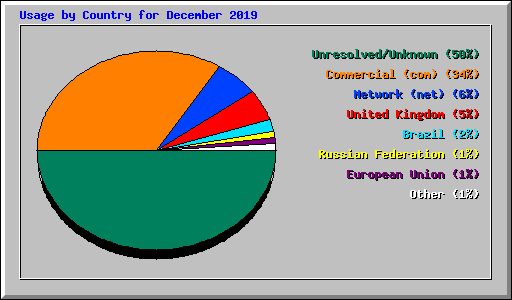 Usage by Country for December 2019
Unresolved/Unknown (50%)
Commercial (com) (34%)
Network (net) (6%)
United Kingdom (5%)
Brazil (2%)
Russian Federation (1%)
European Union (1%)
Other (1%)